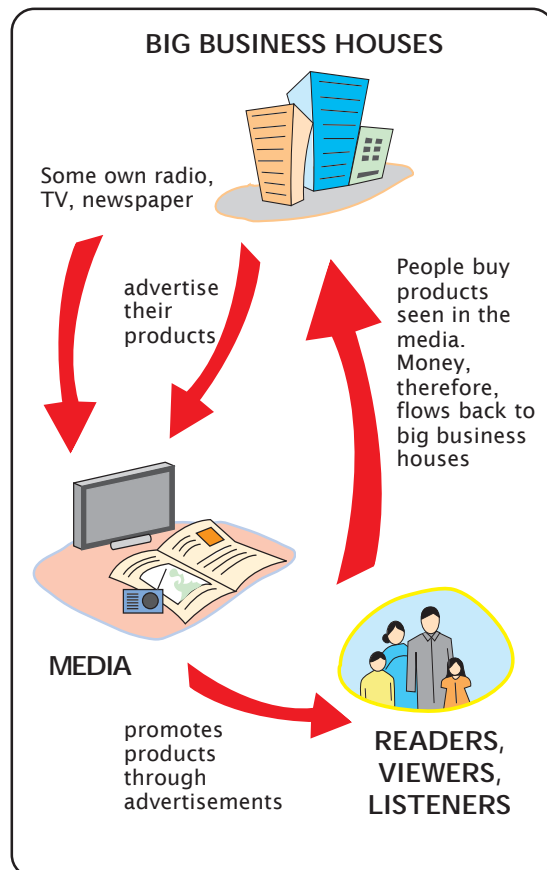 BIG BUSINESS HOUSES
Some own radio,
TV, newspaper
advertise
their
products
People buy
products
seen in the
media.
Money,
therefore,
flows back to
big business
houses
MEDIA
promotes
products
through
advertisements
READERS,
VIEWERS,
LISTENERS